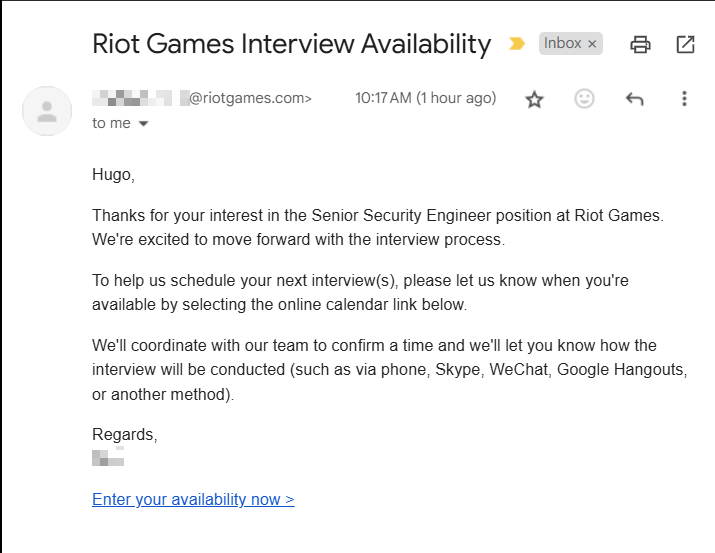 Riot Games Interview Availability
Inbox ×
@riotgames.com>
10:17 AM (1 hour ago)
to me
Hugo,
Thanks for your interest in the Senior Security Engineer position at Riot Games.
We're excited to move forward with the interview process.
To help us schedule your next interview(s), please let us know when you're
available by selecting the online calendar link below.
We'll coordinate with our team to confirm a time and we'll let you know how the
interview will be conducted (such as via phone, Skype, WeChat, Google Hangouts,
or another method).
Regards,
Enter your availability now >